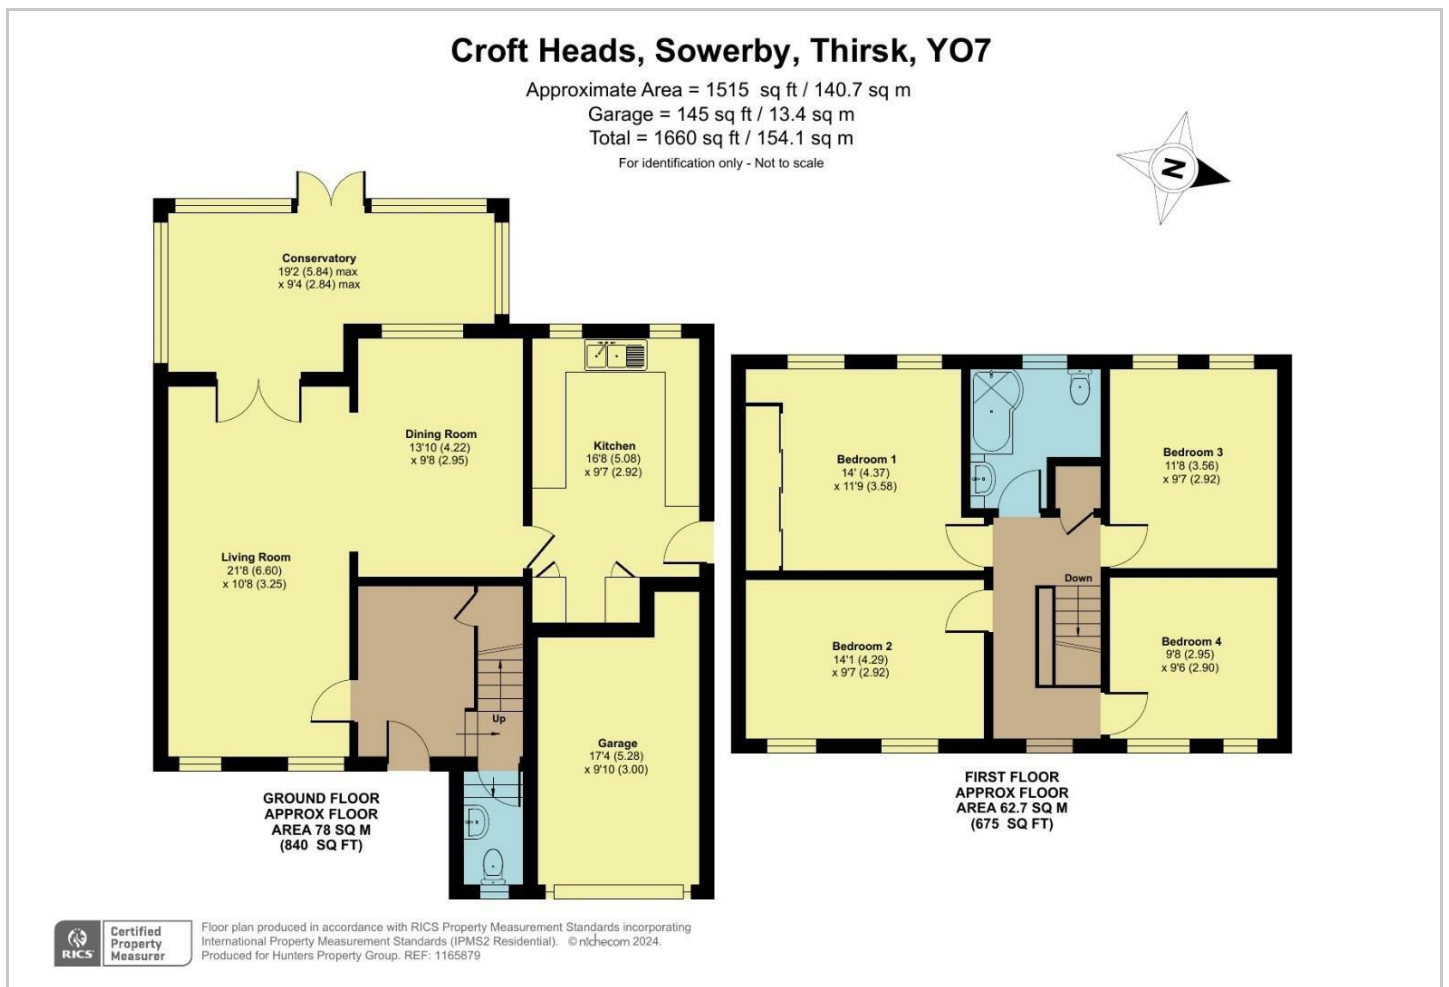 Croft Heads, Sowerby, Thirsk, YO7
Approximate Area = 1515 sq ft / 140.7 sq m
Garage = 145 sq ft / 13.4 sq m
Total = 1660 sq ft / 154.1 sq m
For identification only - Not to scale
N
Conservatory
19'2 (5.84) max
x 9'4 (2.84) max
Dining Room
13'10 (4.22)
x 9'8 (2.95)
Kitchen
16'8 (5.08)
x 9'7 (2.92)
Living Room
21'8 (6.60)
x 10'8 (3.25)
Up
Garage
17'4 (5.28)
x 9'10 (3.00)
GROUND FLOOR
APPROX FLOOR
AREA 78 SQ M
(840 SQ FT)
Bedroom 1
14' (4.37)
x 11'9 (3.58)
Bedroom 3
11'8 (3.56)
x 9'7 (2.92)
Down
Bedroom 2
14'1 (4.29)
x 9'7 (2.92)
Bedroom 4
9'8 (2.95)
x 9'6 (2.90)
FIRST FLOOR
APPROX FLOOR
AREA 62.7 SQ M
(675 SQ FT)
RICS
Certified
Property
Measurer
Floor plan produced in accordance with RICS Property Measurement Standards incorporating
International Property Measurement Standards (IPMS2 Residential). © nichecom 2024.
Produced for Hunters Property Group. REF: 1165879